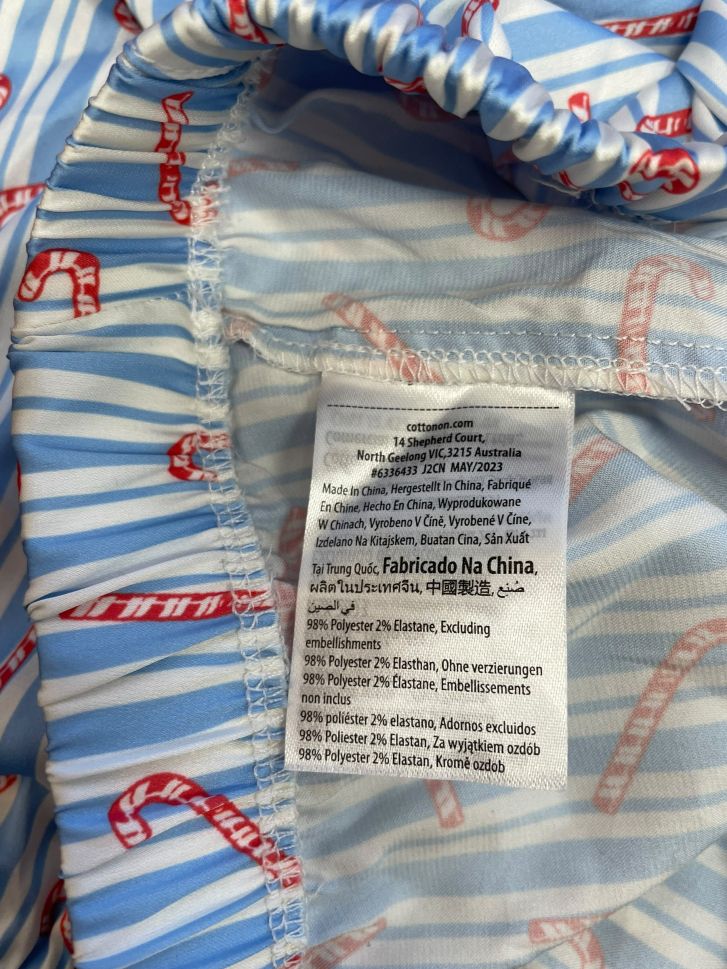 cottonon.com
14 Shepherd Court,
North Geelong VIC,3215 Australia
#6336433 J2CN MAY/2023
Made In China, Hergestellt In China, Fabriqué
En Chine, Hecho En China, Wyprodukowane
W Chinach, Vyrobeno V Číně, Vyrobené V Číne,
Izdelano Na Kitajskem, Buatan Cina, Sản Xuất
Tại Trung Quốc, Fabricado Na China,
ผลิตในประเทศจีน, 中國製造, صُنع
في الصين
98% Polyester 2% Elastane, Excluding
embellishments
98% Polyester 2% Elasthan, Ohne verzierungen
98% Polyester 2% Élastane, Embellissements
non inclus
98% poliéster 2% elastano, Adornos excluidos
98% Poliester 2% Elastan, Za wyjątkiem ozdób
98% Polyester 2% Elastan, Kromě ozdob